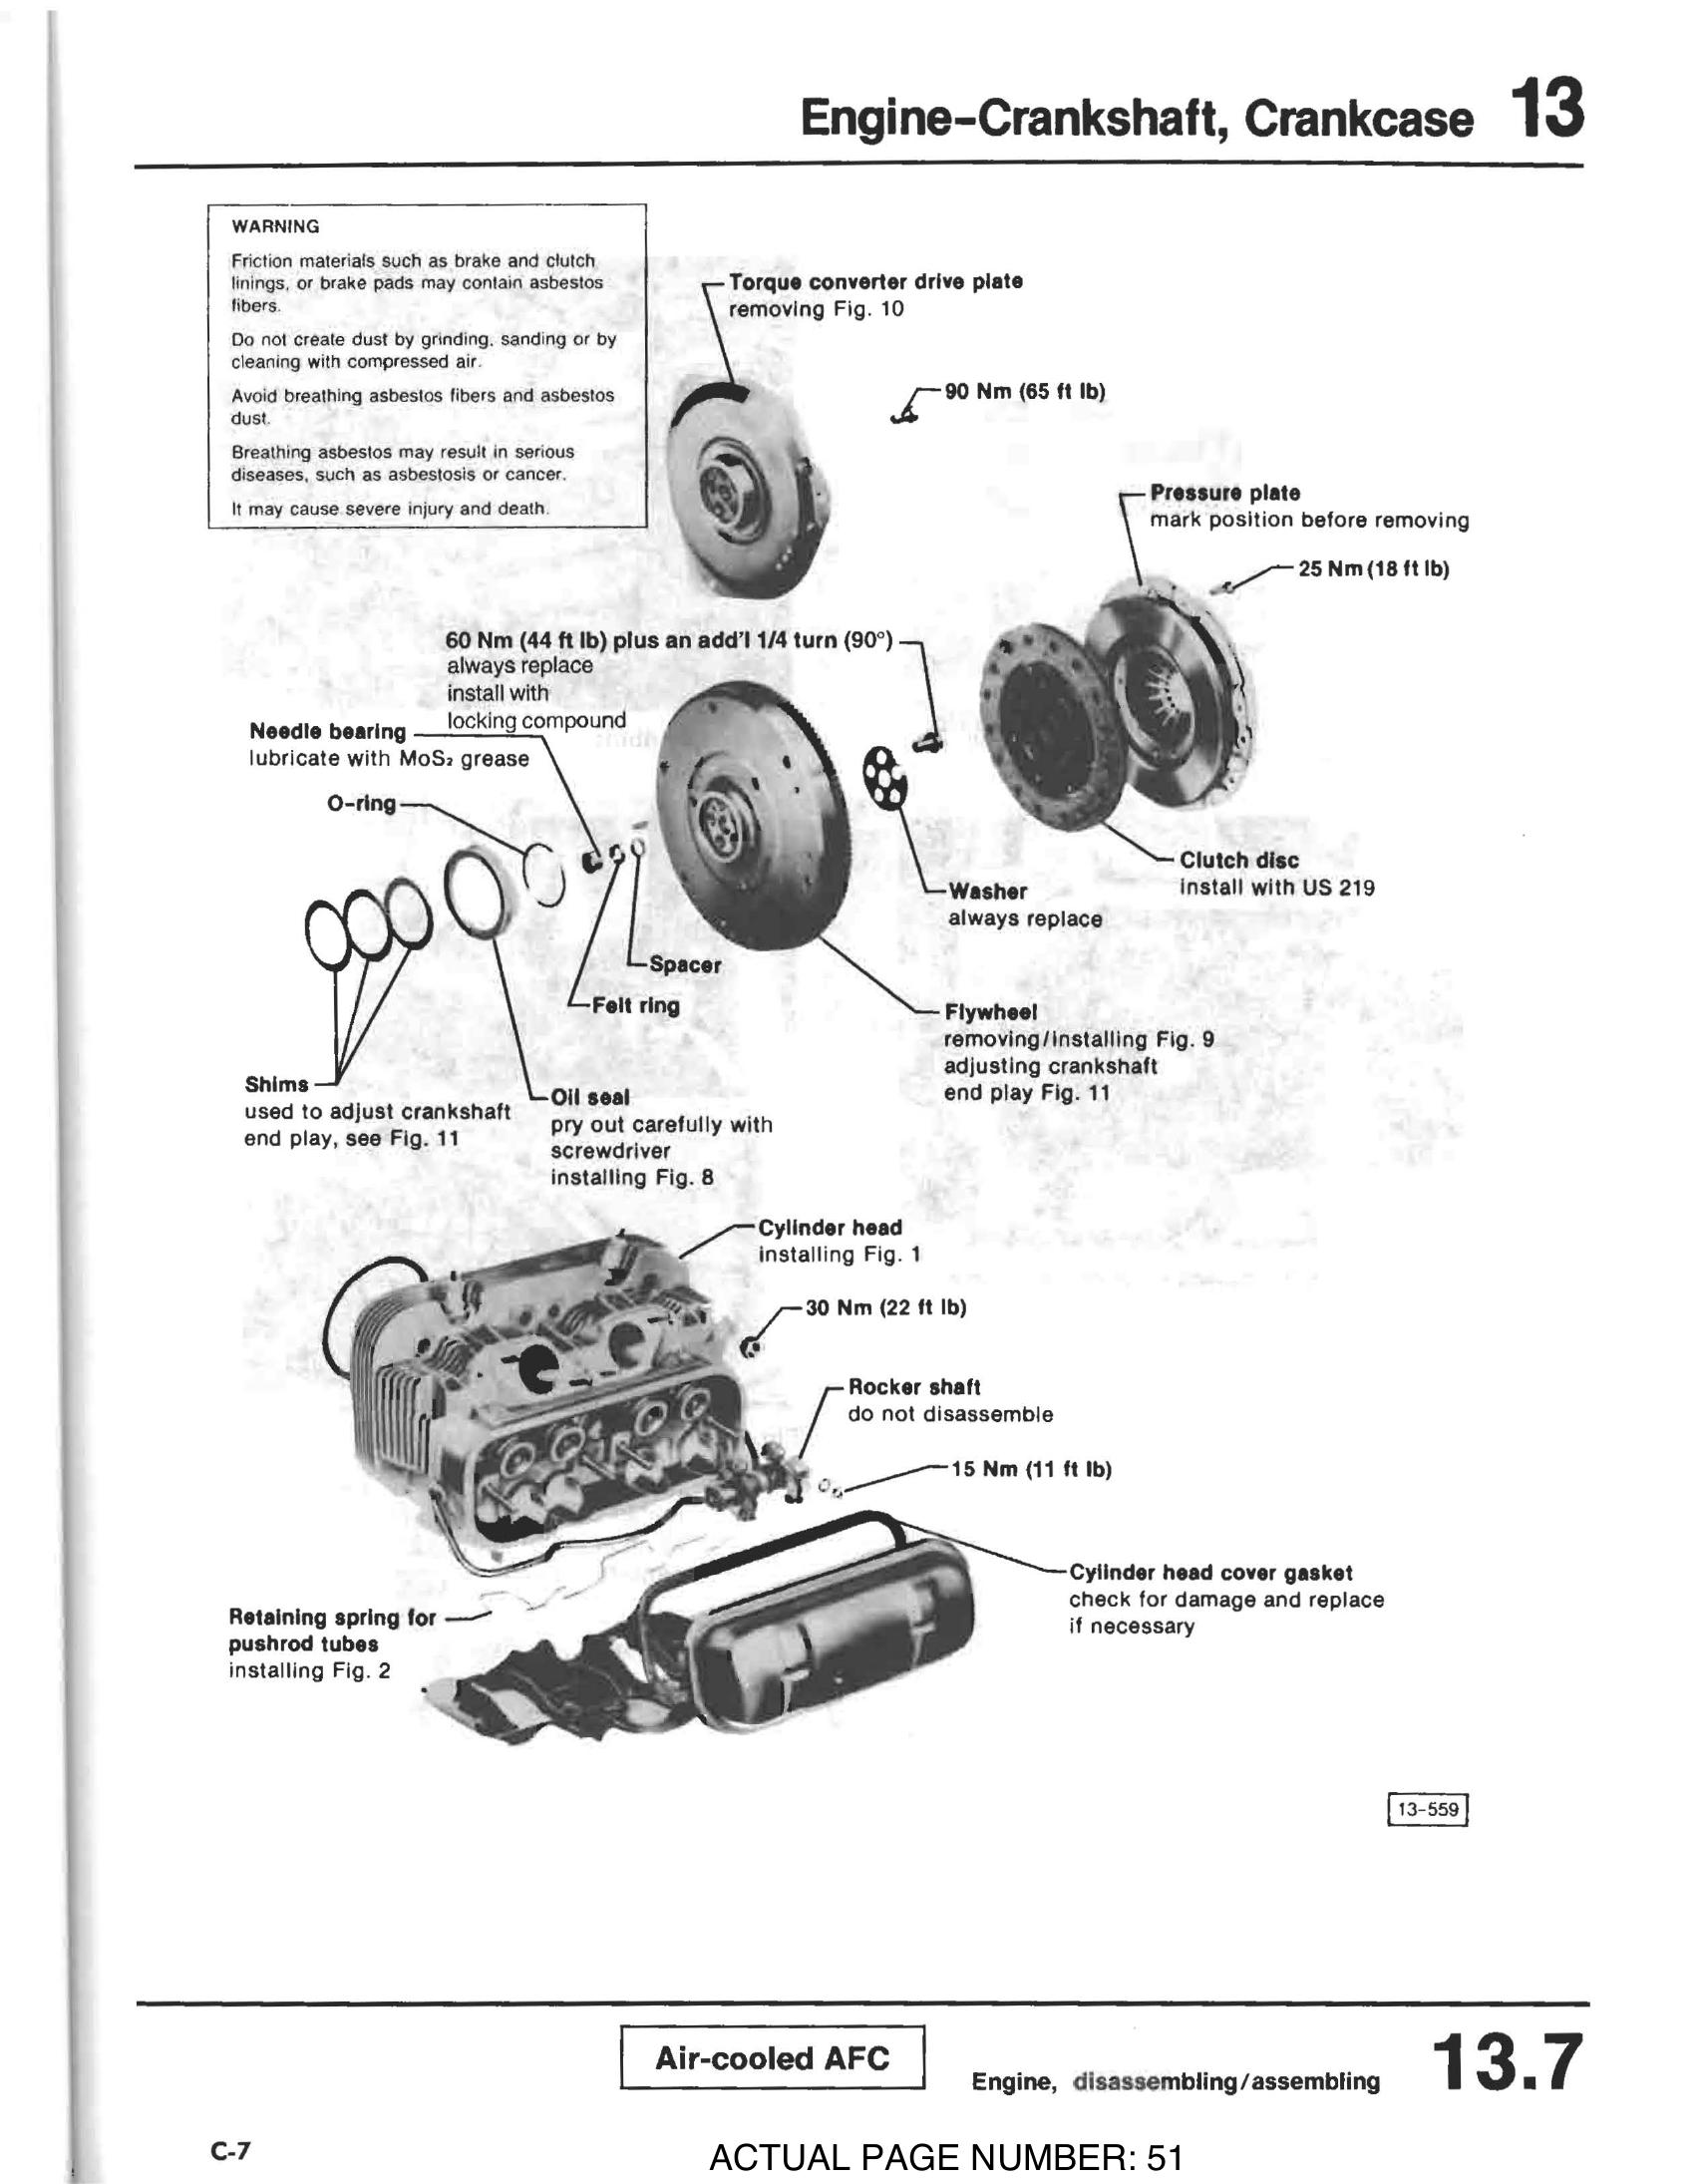 Engine-Crankshaft, Crankcase 13
WARNING
Friction materials such as brake and clutch
linings, or brake pads may contain asbestos
fibers.
Do not create dust by grinding, sanding or by
cleaning with compressed air.
Avoid breathing asbestos fibers and asbestos
dust.
Breathing asbestos may result in serious
diseases, such as asbestosis or cancer.
It may cause severe injury and death.
Torque converter drive plate
removing Fig. 10
90 Nm (65 ft lb)
Pressure plate
mark position before removing
25 Nm (18 ft lb)
60 Nm (44 ft lb) plus an add'l 1/4 turn (90°)
always replace
install with
locking compound
Needle bearing
lubricate with MoS₂ grease
O-ring
Clutch disc
install with US 219
Washer
always replace
Spacer
Felt ring
Flywheel
removing/installing Fig. 9
adjusting crankshaft
end play Fig. 11
Shims
used to adjust crankshaft
end play, see Fig. 11
Oil seal
pry out carefully with
screwdriver
installing Fig. 8
Cylinder head
installing Fig. 1
30 Nm (22 ft lb)
Rocker shaft
do not disassemble
15 Nm (11 ft lb)
Cylinder head cover gasket
check for damage and replace
if necessary
Retaining spring for
pushrod tubes
installing Fig. 2
13-559
Air-cooled AFC
Engine, disassembling/assembling 13.7
C-7
ACTUAL PAGE NUMBER: 51